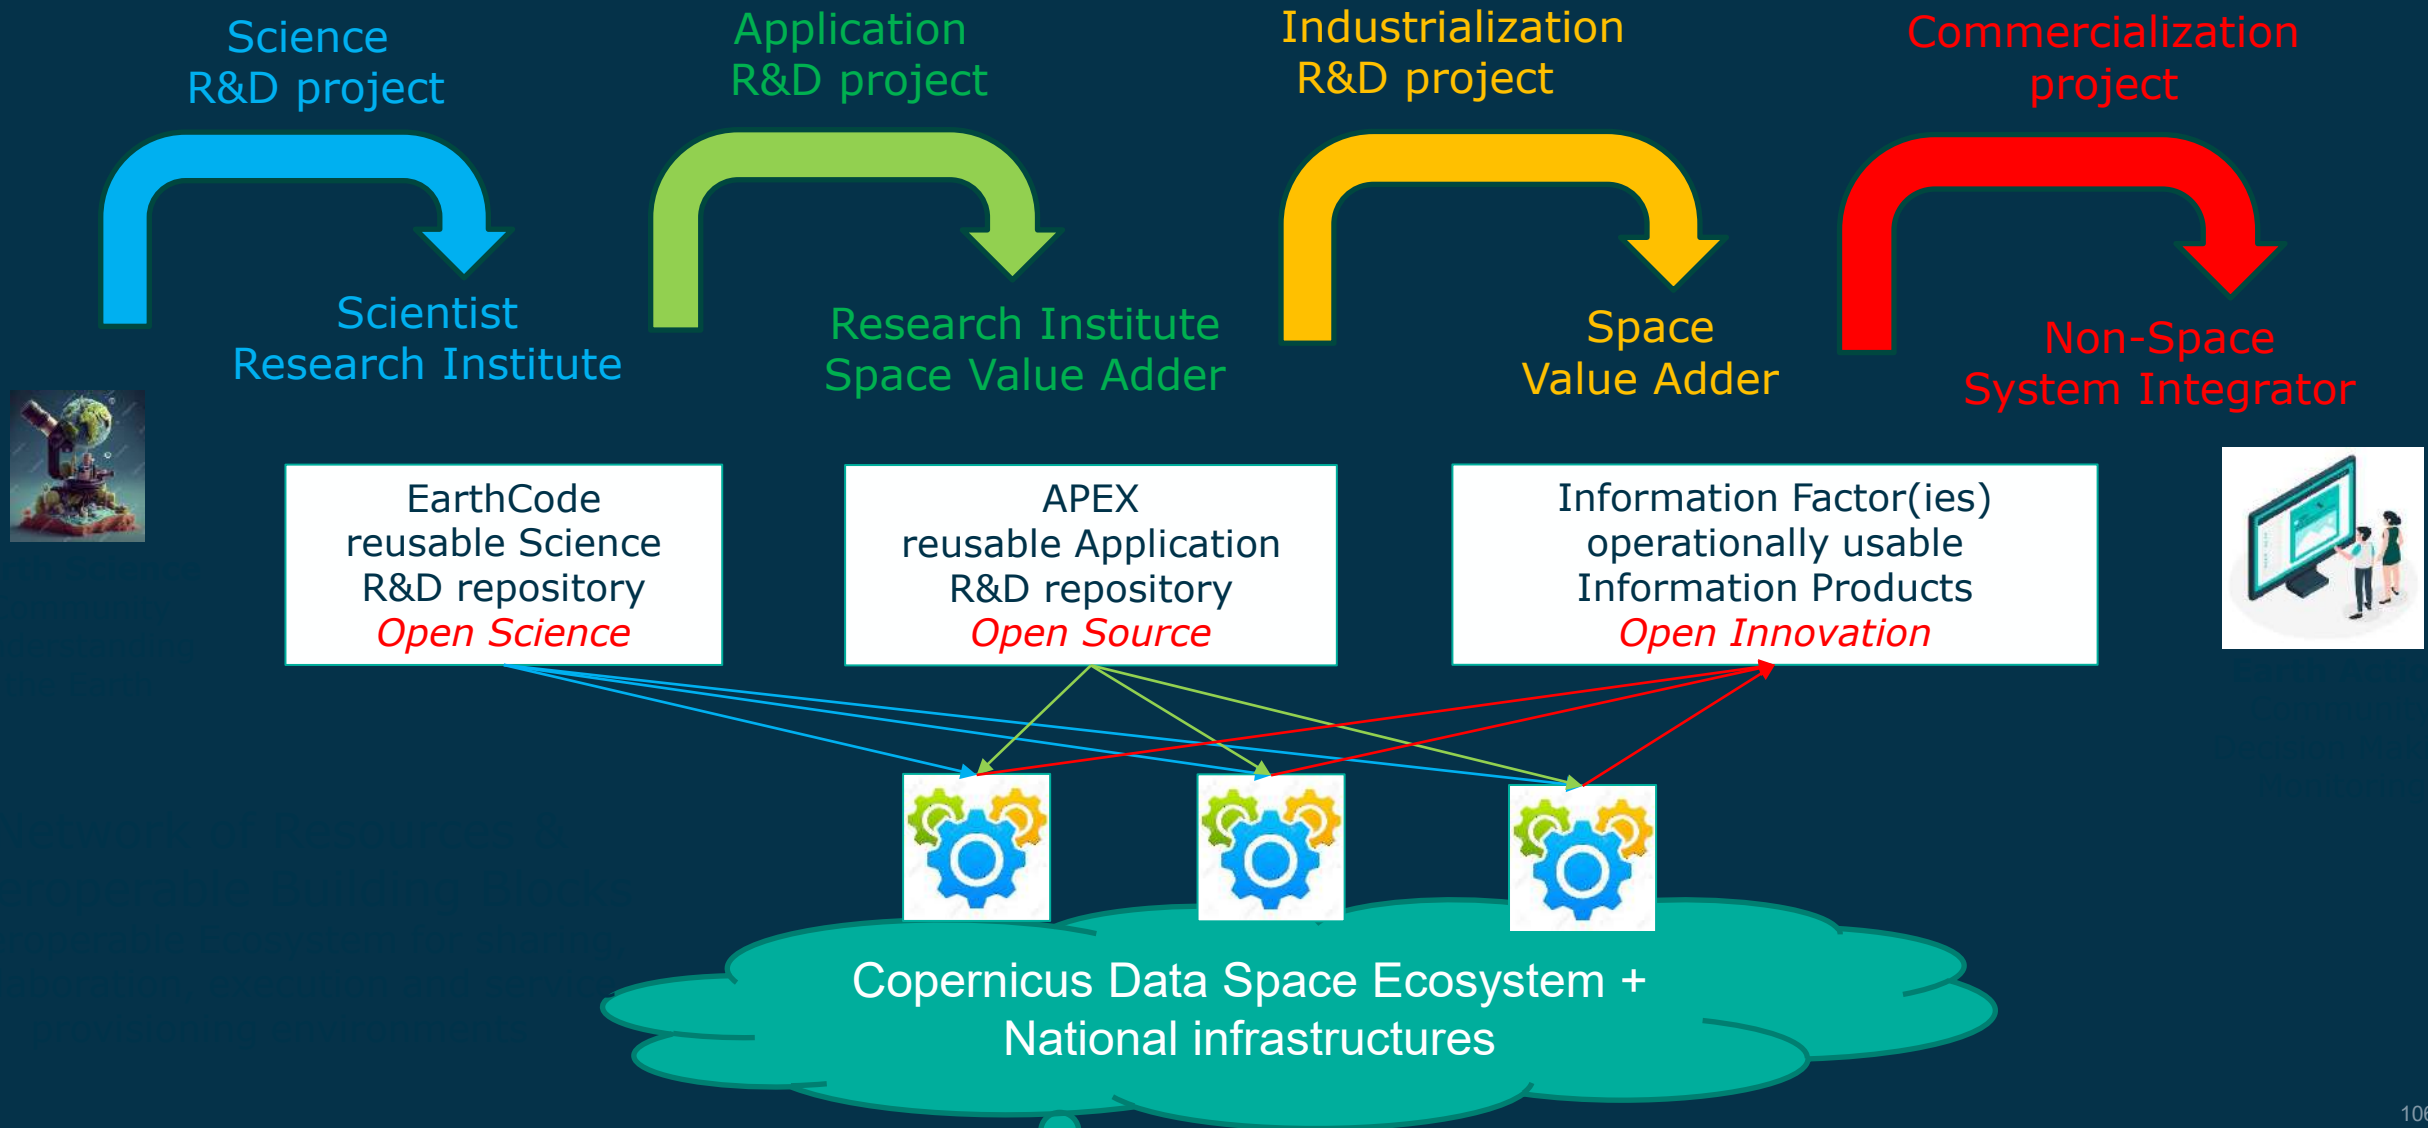 Science
R&D project
Application
R&D project
Industrialization
R&D project
Commercialization
project
Scientist
Research Institute
Research Institute
Space Value Adder
Space
Value Adder
Non-Space
System Integrator
EarthCode
reusable Science
R&D repository
Open Science
APEX
reusable Application
R&D repository
Open Source
Information Factor(ies)
operationally usable
Information Products
Open Innovation
Copernicus Data Space Ecosystem +
National infrastructures
106